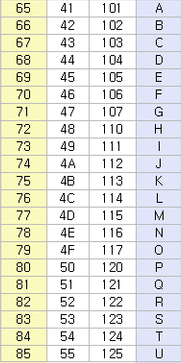 65 41 101 A
66 42 102 B
67 43 103 C
68 44 104 D
69 45 105 E
70 46 106 F
71 47 107 G
72 48 110 H
73 49 111 I
74 4A 112 J
75 4B 113 K
76 4C 114 L
77 4D 115 M
78 4E 116 N
79 4F 117 O
80 50 120 P
81 51 121 Q
82 52 122 R
83 53 123 S
84 54 124 T
85 55 125 U